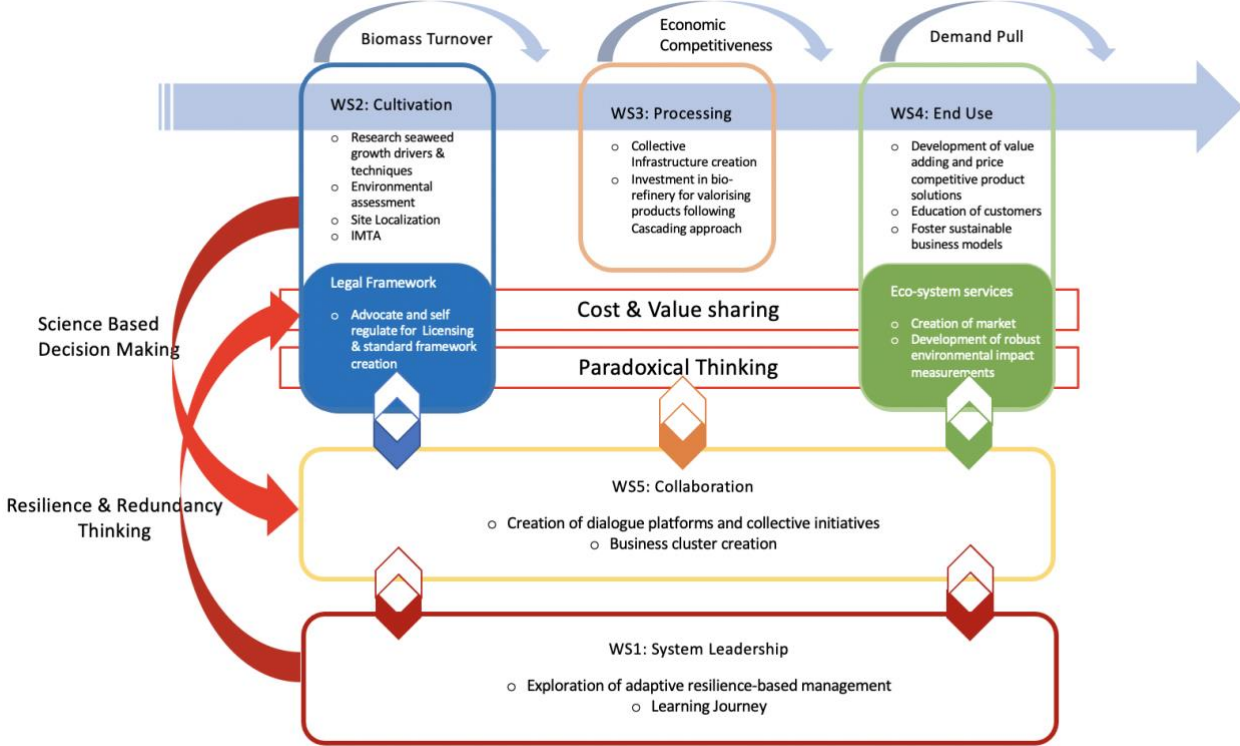 Biomass Turnover
Economic
Competitiveness
Demand Pull
WS2: Cultivation
○ Research seaweed
growth drivers &
techniques
○ Environmental
assessment
○ Site Localization
○ IMTA
WS3: Processing
○ Collective
Infrastructure creation
○ Investment in bio-
refinery for valorising
products following
Cascading approach
WS4: End Use
○ Development of value
adding and price
competitive product
solutions
○ Education of customers
○ Foster sustainable
business models
Legal Framework
○ Advocate and self
regulate for Licensing
& standard framework
creation
Eco-system services
○ Creation of market
○ Development of robust
environmental impact
measurements
Cost & Value sharing
Paradoxical Thinking
Science Based
Decision Making
Resilience & Redundancy
Thinking
WS5: Collaboration
○ Creation of dialogue platforms and collective initiatives
○ Business cluster creation
WS1: System Leadership
○ Exploration of adaptive resilience-based management
○ Learning Journey